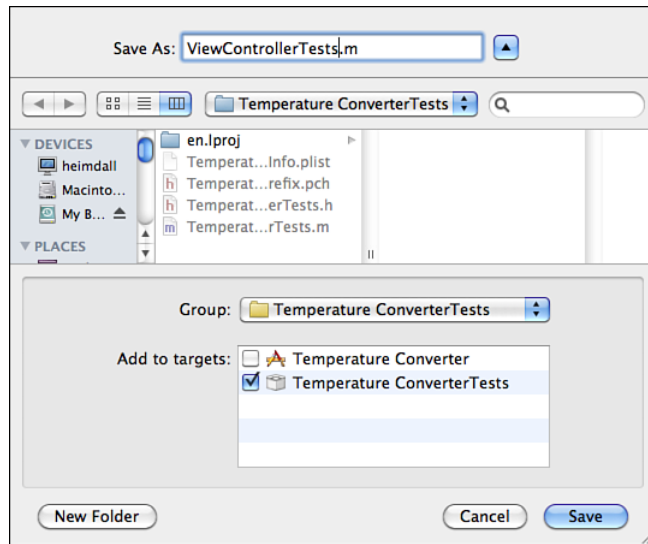 Save As: ViewControllerTests.m
Temperature ConverterTests
DEVICES
heimdall
Macinto...
My B...
PLACES
en.lproj
Temperat...Info.plist
Temperat...refix.pch
Temperat...erTests.h
Temperat...rTests.m
Group: Temperature ConverterTests
Add to targets: Temperature Converter
Temperature ConverterTests
New Folder Cancel Save